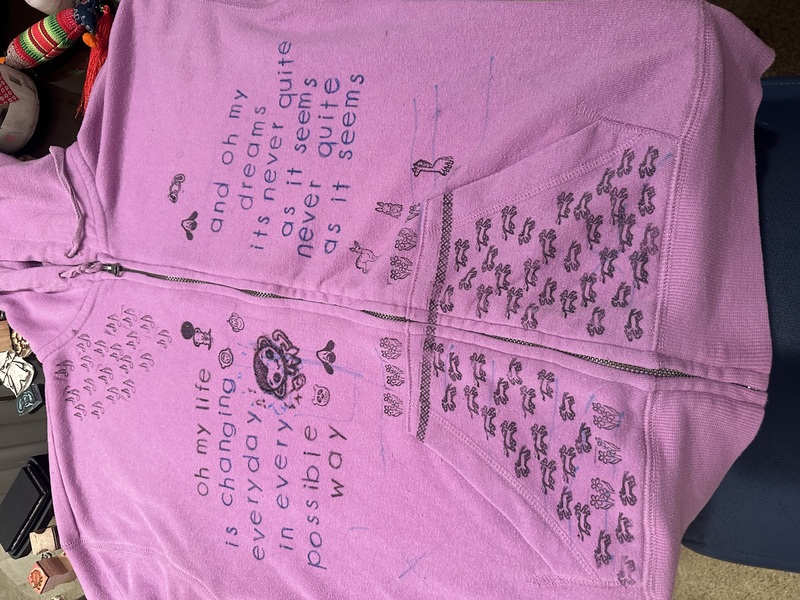 oh my life
is changing
everyday
in every
possible
way
and oh my
dreams
its never quite
as it seems
never quite
as it seems